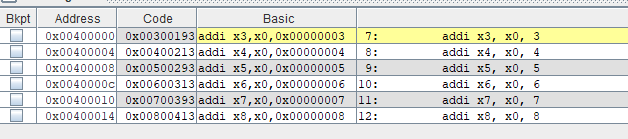 Bkpt Address Code Basic
0x00400000 0x00300193 addi x3,x0,0x00000003 7: addi x3, x0, 3
0x00400004 0x00400213 addi x4,x0,0x00000004 8: addi x4, x0, 4
0x00400008 0x00500293 addi x5,x0,0x00000005 9: addi x5, x0, 5
0x0040000c 0x00600313 addi x6,x0,0x00000006 10: addi x6, x0, 6
0x00400010 0x00700393 addi x7,x0,0x00000007 11: addi x7, x0, 7
0x00400014 0x00800413 addi x8,x0,0x00000008 12: addi x8, x0, 8